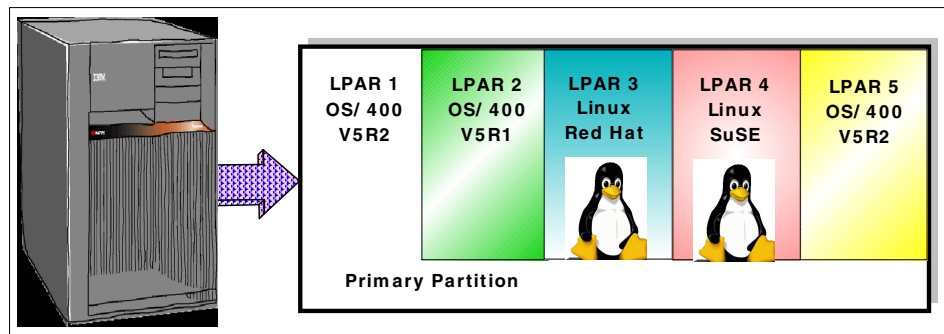 IBM
LPAR 1
OS/400
V5R2
LPAR 2
OS/400
V5R1
LPAR 3
Linux
Red Hat
LPAR 4
Linux
SuSE
LPAR 5
OS/400
V5R2
Primary Partition